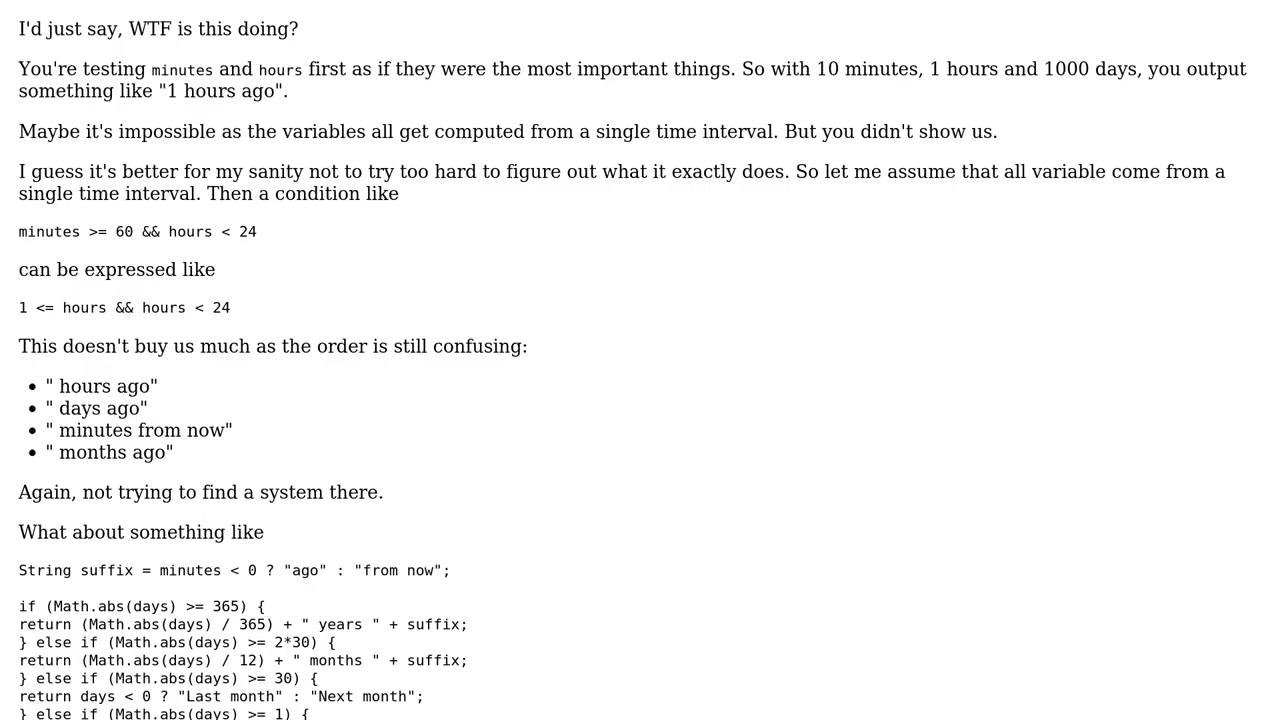 I'd just say, WTF is this doing?
You're testing minutes and hours first as if they were the most important things. So with 10 minutes, 1 hours and 1000 days, you output
something like "1 hours ago".
Maybe it's impossible as the variables all get computed from a single time interval. But you didn't show us.
I guess it's better for my sanity not to try too hard to figure out what it exactly does. So let me assume that all variable come from a
single time interval. Then a condition like
minutes >= 60 && hours < 24
can be expressed like
1 <= hours && hours < 24
This doesn't buy us much as the order is still confusing:
• " hours ago"
• " days ago"
• " minutes from now"
• " months ago"
Again, not trying to find a system there.
What about something like
String suffix = minutes < 0 ? "ago" : "from now";
if (Math.abs(days) >= 365) {
return (Math.abs(days) / 365) + " years " + suffix;
} else if (Math.abs(days) >= 2*30) {
return (Math.abs(days) / 12) + " months " + suffix;
} else if (Math.abs(days) >= 30) {
return days < 0 ? "Last month" : "Next month";
} else if (Math.abs(days) >= 1) {